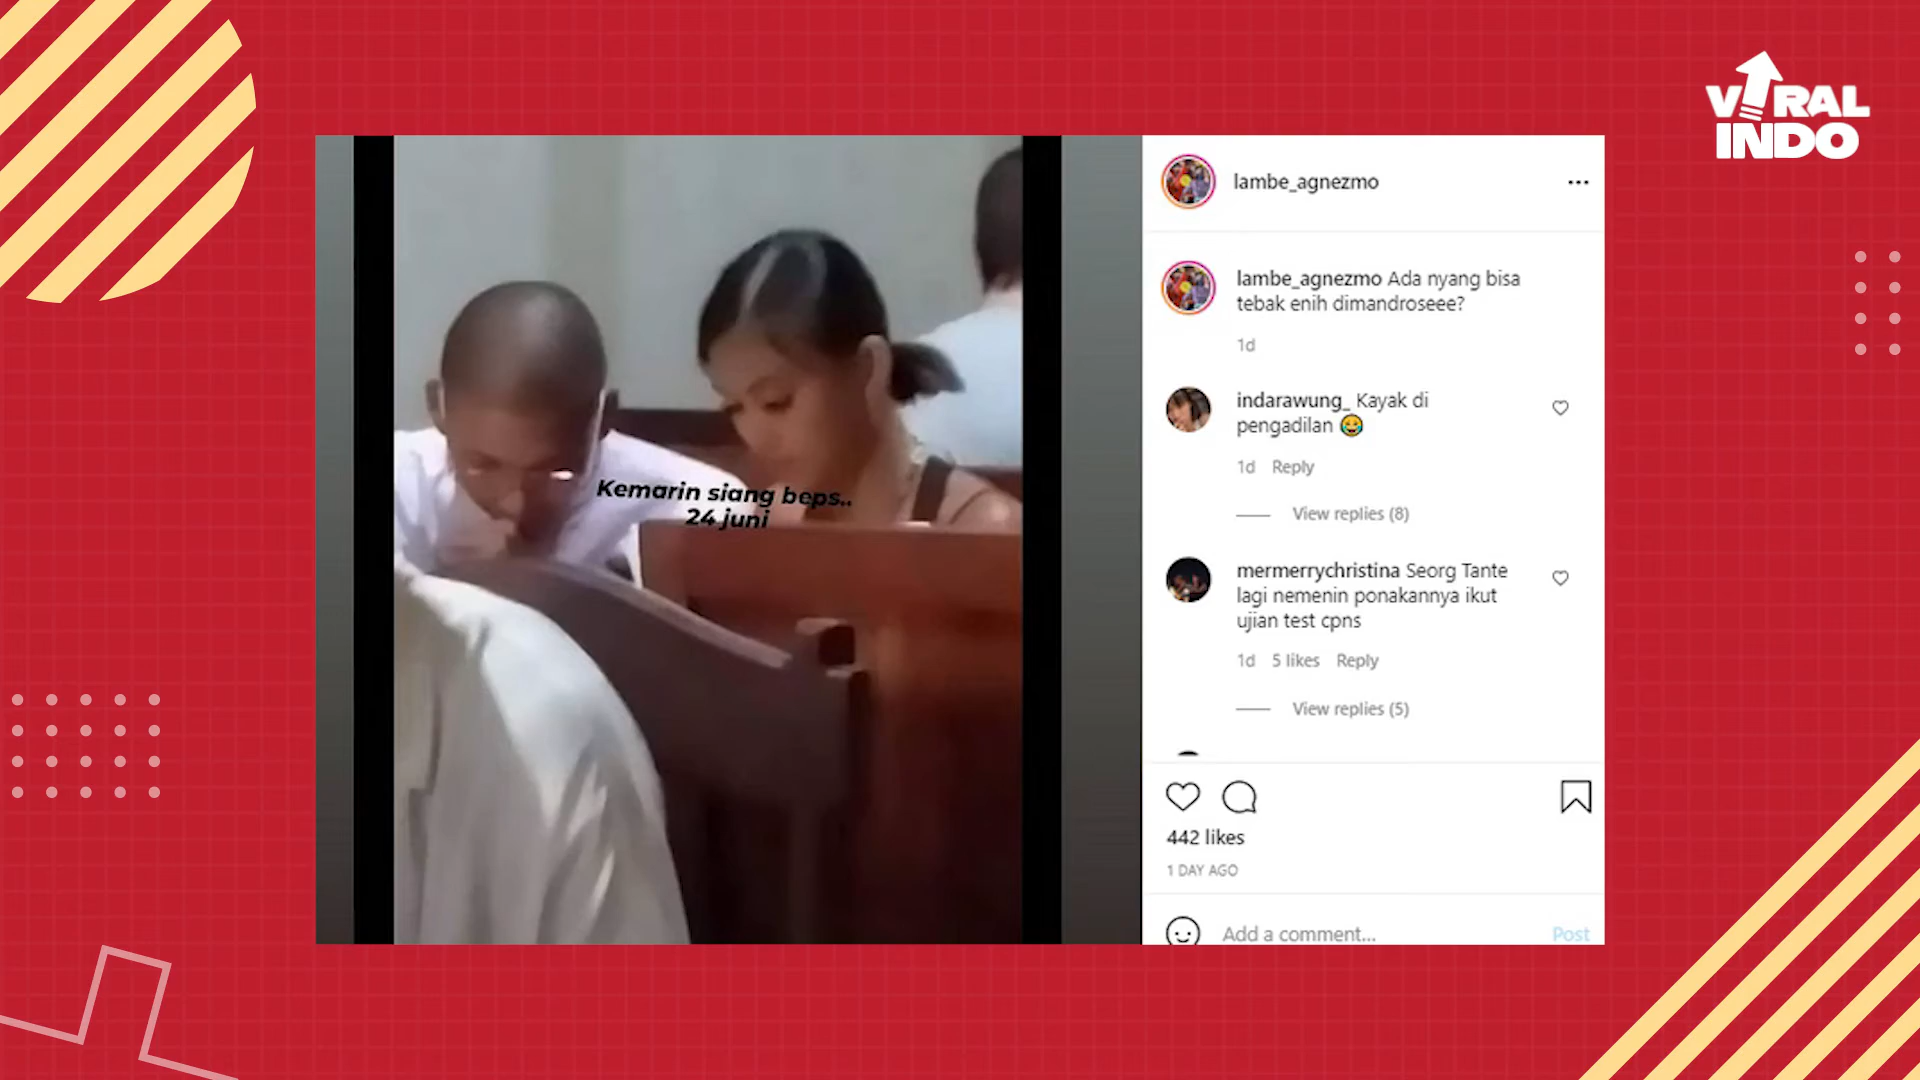 VIRAL
INDO
Kemarin siang beps..
24 juni
lambe_agnezmo
lambe_agnezmo Ada nyang bisa
tebak enih dimandroseee?
1d
indarawung_ Kayak di
pengadilan 😂
1d Reply
View replies (8)
mermerrychristina Seorg Tante
lagi nemenin ponakannya ikut
ujian test cpns
1d 5 likes Reply
View replies (5)
442 likes
1 DAY AGO
Add a comment...
Post